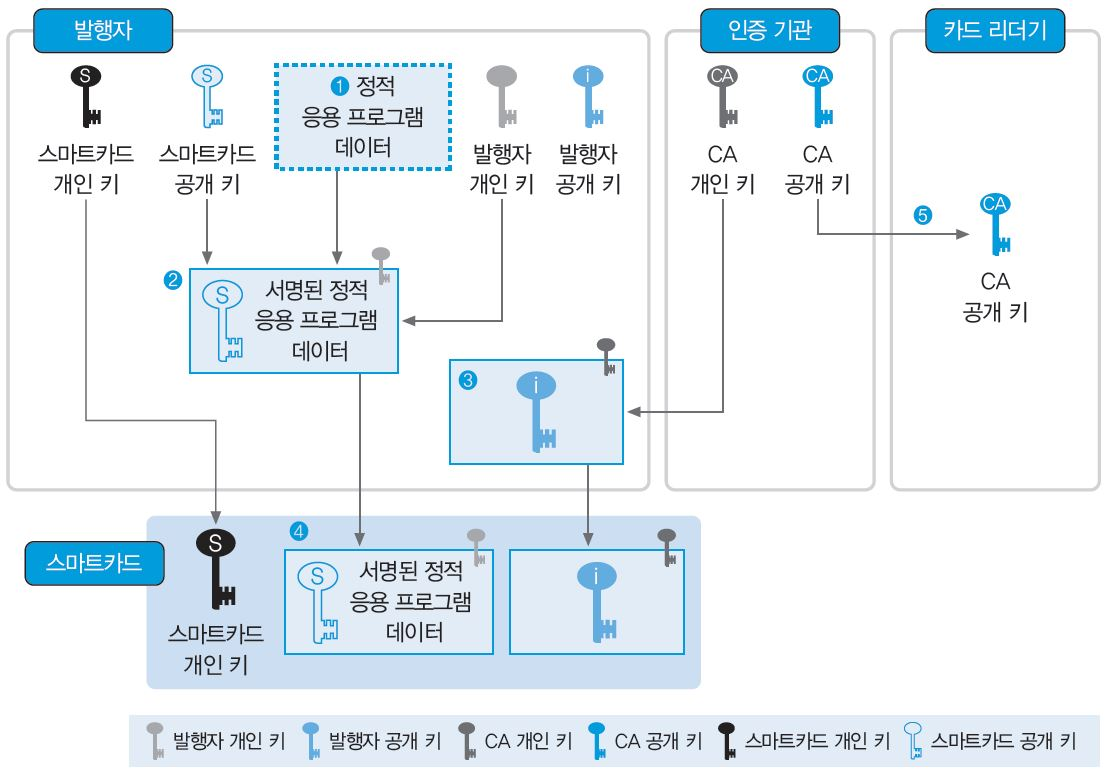 발행자
인증 기관
카드 리더기
S
S
❶ 정적
응용 프로그램
데이터
i
CA
CA
스마트카드
개인 키
스마트카드
공개 키
발행자
개인 키
발행자
공개 키
CA
개인 키
CA
공개 키
❺
CA
CA
공개 키
❷
S
서명된 정적
응용 프로그램
데이터
❸
i
스마트카드
S
스마트카드
개인 키
❹
S
서명된 정적
응용 프로그램
데이터
i
발행자 개인 키
발행자 공개 키
CA 개인 키
CA 공개 키
스마트카드 개인 키
스마트카드 공개 키